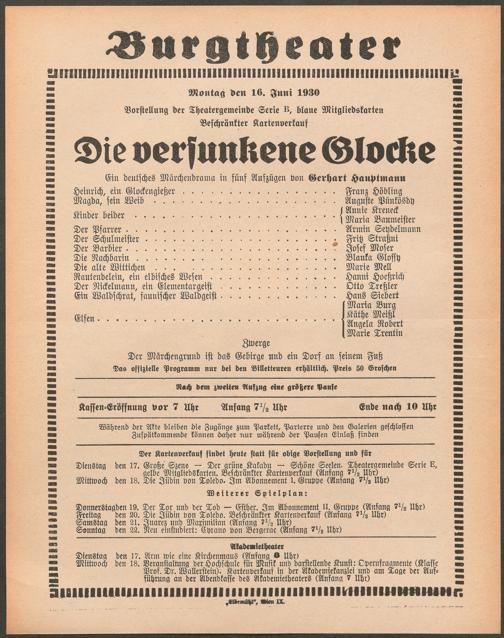 Burgtheater
Montag den 16. Juni 1930
Vorstellung der Theatergemeinde Serie B, blaue Mitgliedskarten
Beschränkter Kartenverkauf
Die versunkene Glocke
Ein deutsches Märchendrama in fünf Aufzügen von Gerhart Hauptmann
Heinrich, ein Glockengießer . . . Franz Höbling
Magda, sein Weib . . . Auguste Pünkösdy
Kinder beider . . . { Annie Kreneck
Maria Baumeister
Der Pfarrer . . . Armin Seydelmann
Der Schulmeister . . . Fritz Straßni
Der Barbier . . . Josef Moser
Die Nachbarin . . . Blanka Glossy
Die alte Wittichen . . . Marie Mell
Rautendelein, ein elbisches Wesen . . . Hanni Hoeßrich
Der Nickelmann, ein Elementargeist . . . Otto Treßler
Ein Waldschrat, faunischer Waldgeist . . . Hans Siebert
Elfen . . . { Maria Burg
Käthe Meißl
Angela Robert
Marie Trentin
Zwerge
Der Märchengrund ist das Gebirge und ein Dorf an seinem Fuß
Das offizielle Programm nur bei den Billetteuren erhältlich. Preis 50 Groschen
Nach dem zweiten Aufzug eine größere Pause
Kassen-Eröffnung vor 7 Uhr Anfang 7½ Uhr Ende nach 10 Uhr
Während der Akte bleiben die Zugänge zum Parkett, Parterre und den Galerien geschlossen
Zuspätkommende können daher nur während der Pausen Einlaß finden
Der Kartenverkauf findet heute statt für obige Vorstellung und für
Dienstag den 17. Große Szene — Der grüne Kakadu — Schöne Seelen. Theatergemeinde Serie E,
gelbe Mitgliedskarten. Beschränkter Kartenverkauf (Anfang 7½ Uhr)
Mittwoch den 18. Die Jüdin von Toledo. Im Abonnement I. Gruppe (Anfang 7½ Uhr)
Weiterer Spielplan:
Donnerstag den 19. Der Tor und der Tod — Esther. Im Abonnement II. Gruppe (Anfang 7½ Uhr)
Freitag den 20. Die Jüdin von Toledo. Beschränkter Kartenverkauf (Anfang 7½ Uhr)
Samstag den 21. Juarez und Maximilian (Anfang 7½ Uhr)
Sonntag den 22. Neu einstudiert: Cyrano von Bergerac (Anfang 7½ Uhr)
Akademietheater
Dienstag den 17. Arm wie eine Kirchenmaus (Anfang 8 Uhr)
Mittwoch den 18. Veranstaltung der Hochschule für Musik und darstellende Kunst: Opernfragmente (Klasse
Prof. Dr. Wallerstein). Kartenverkauf in der Akademiekanzlei und am Tage der Auf-
führung an der Abendkasse des Akademietheaters (Anfang 7 Uhr)
„Elbemühl“, Wien IX.